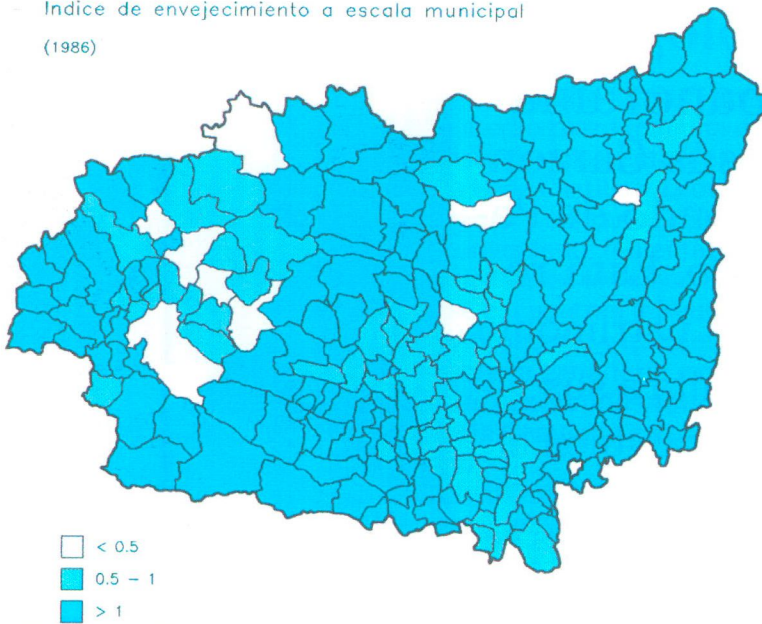 Indice de envejecimiento a escala municipal
(1986)
< 0.5
0.5 – 1
> 1